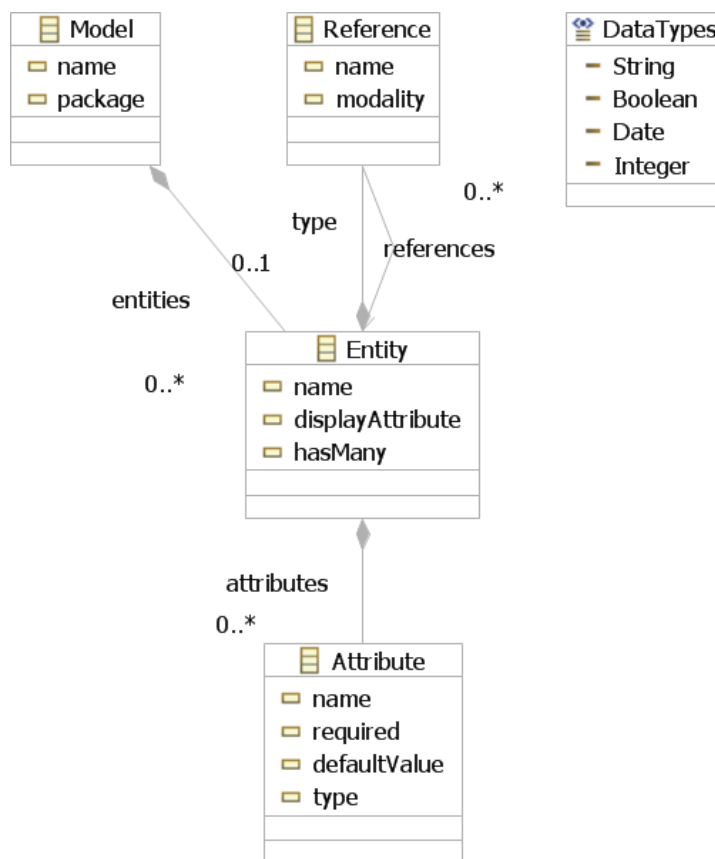 Model
name
package
Reference
name
modality
DataTypes
String
Boolean
Date
Integer
0..*
type
references
0..1
entities
0..*
Entity
name
displayAttribute
hasMany
attributes
0..*
Attribute
name
required
defaultValue
type